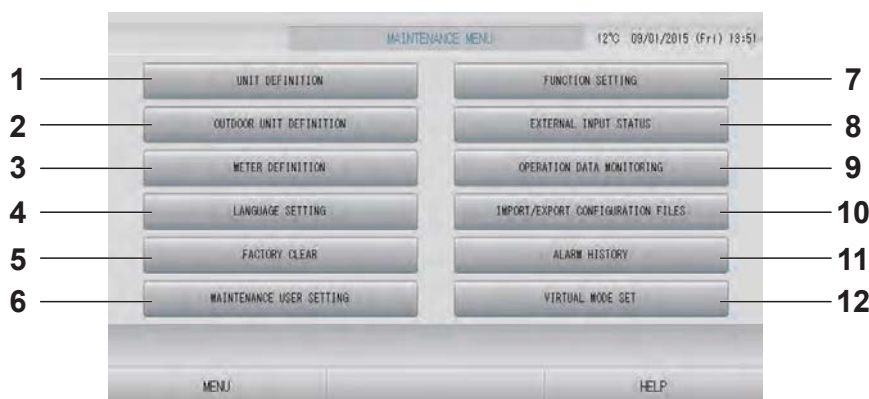 MAINTENANCE MENU 12°C 09/01/2015 (Fri) 13:51
1 UNIT DEFINITION FUNCTION SETTING 7
2 OUTDOOR UNIT DEFINITION EXTERNAL INPUT STATUS 8
3 METER DEFINITION OPERATION DATA MONITORING 9
4 LANGUAGE SETTING IMPORT/EXPORT CONFIGURATION FILES 10
5 FACTORY CLEAR ALARM HISTORY 11
6 MAINTENANCE USER SETTING VIRTUAL MODE SET 12
MENU HELP